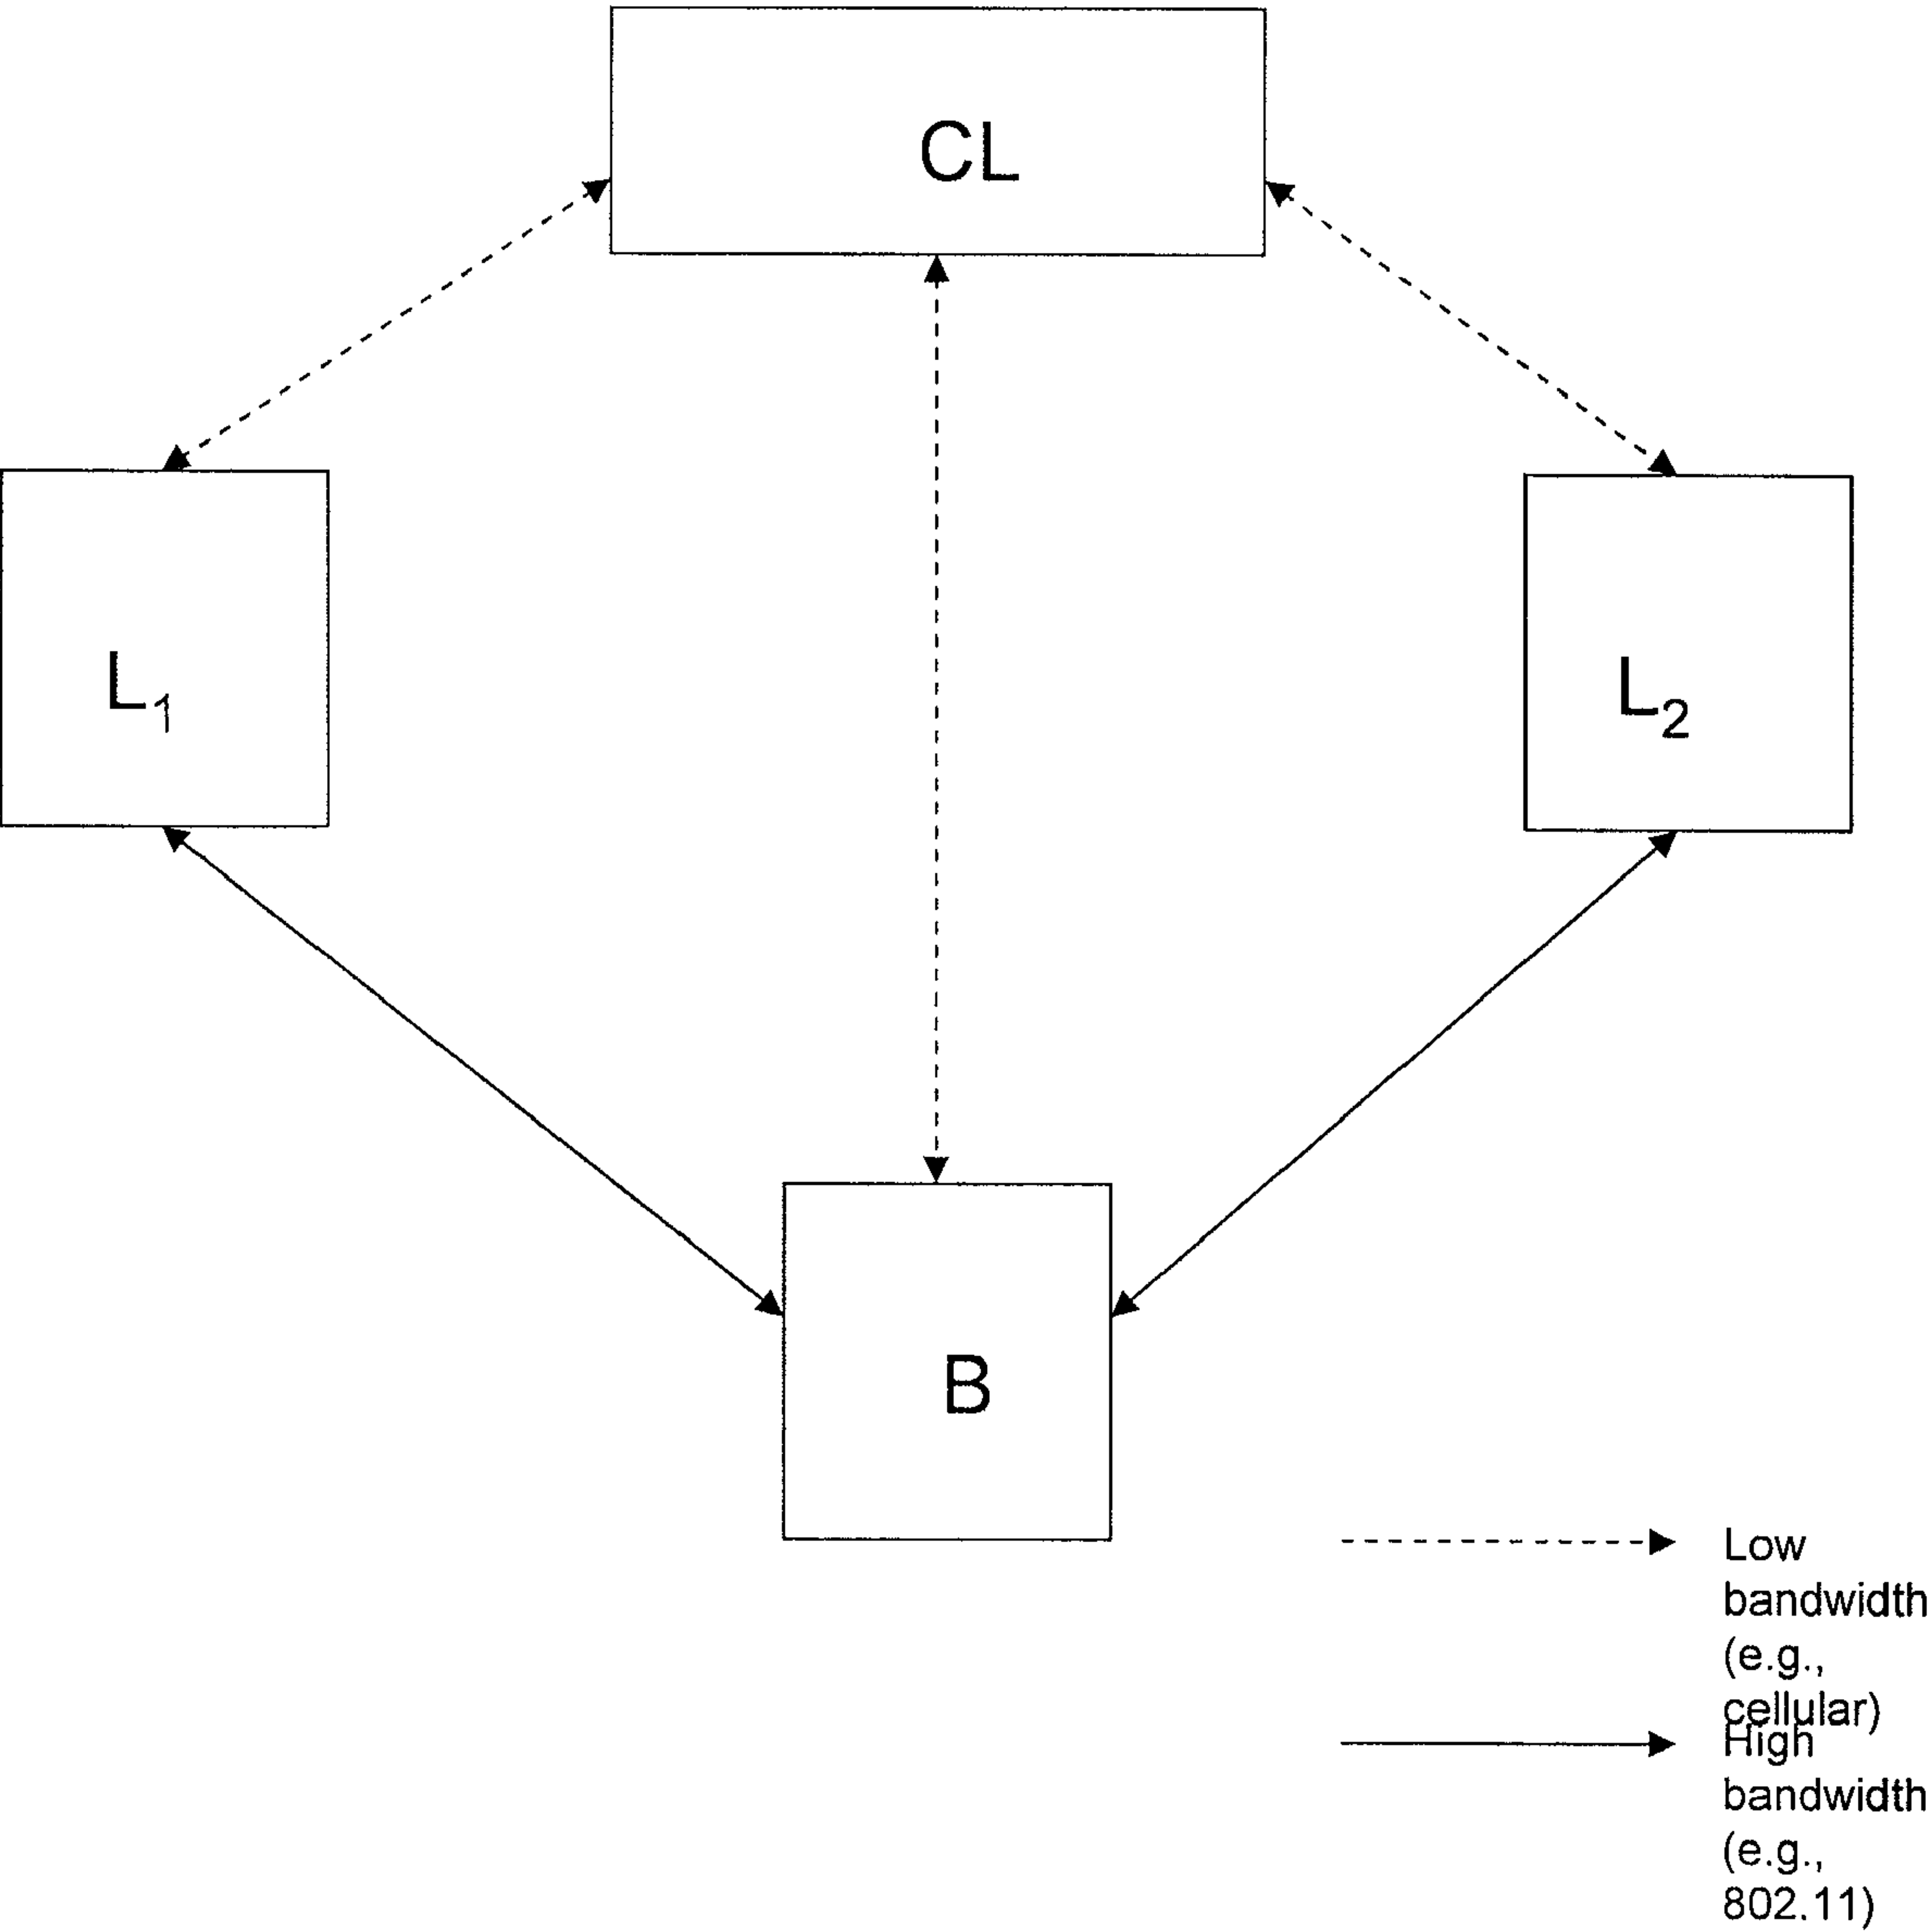 CL
L1
L2
B
Low
bandwidth
(e.g.,
cellular)
High
bandwidth
(e.g.,
802.11)